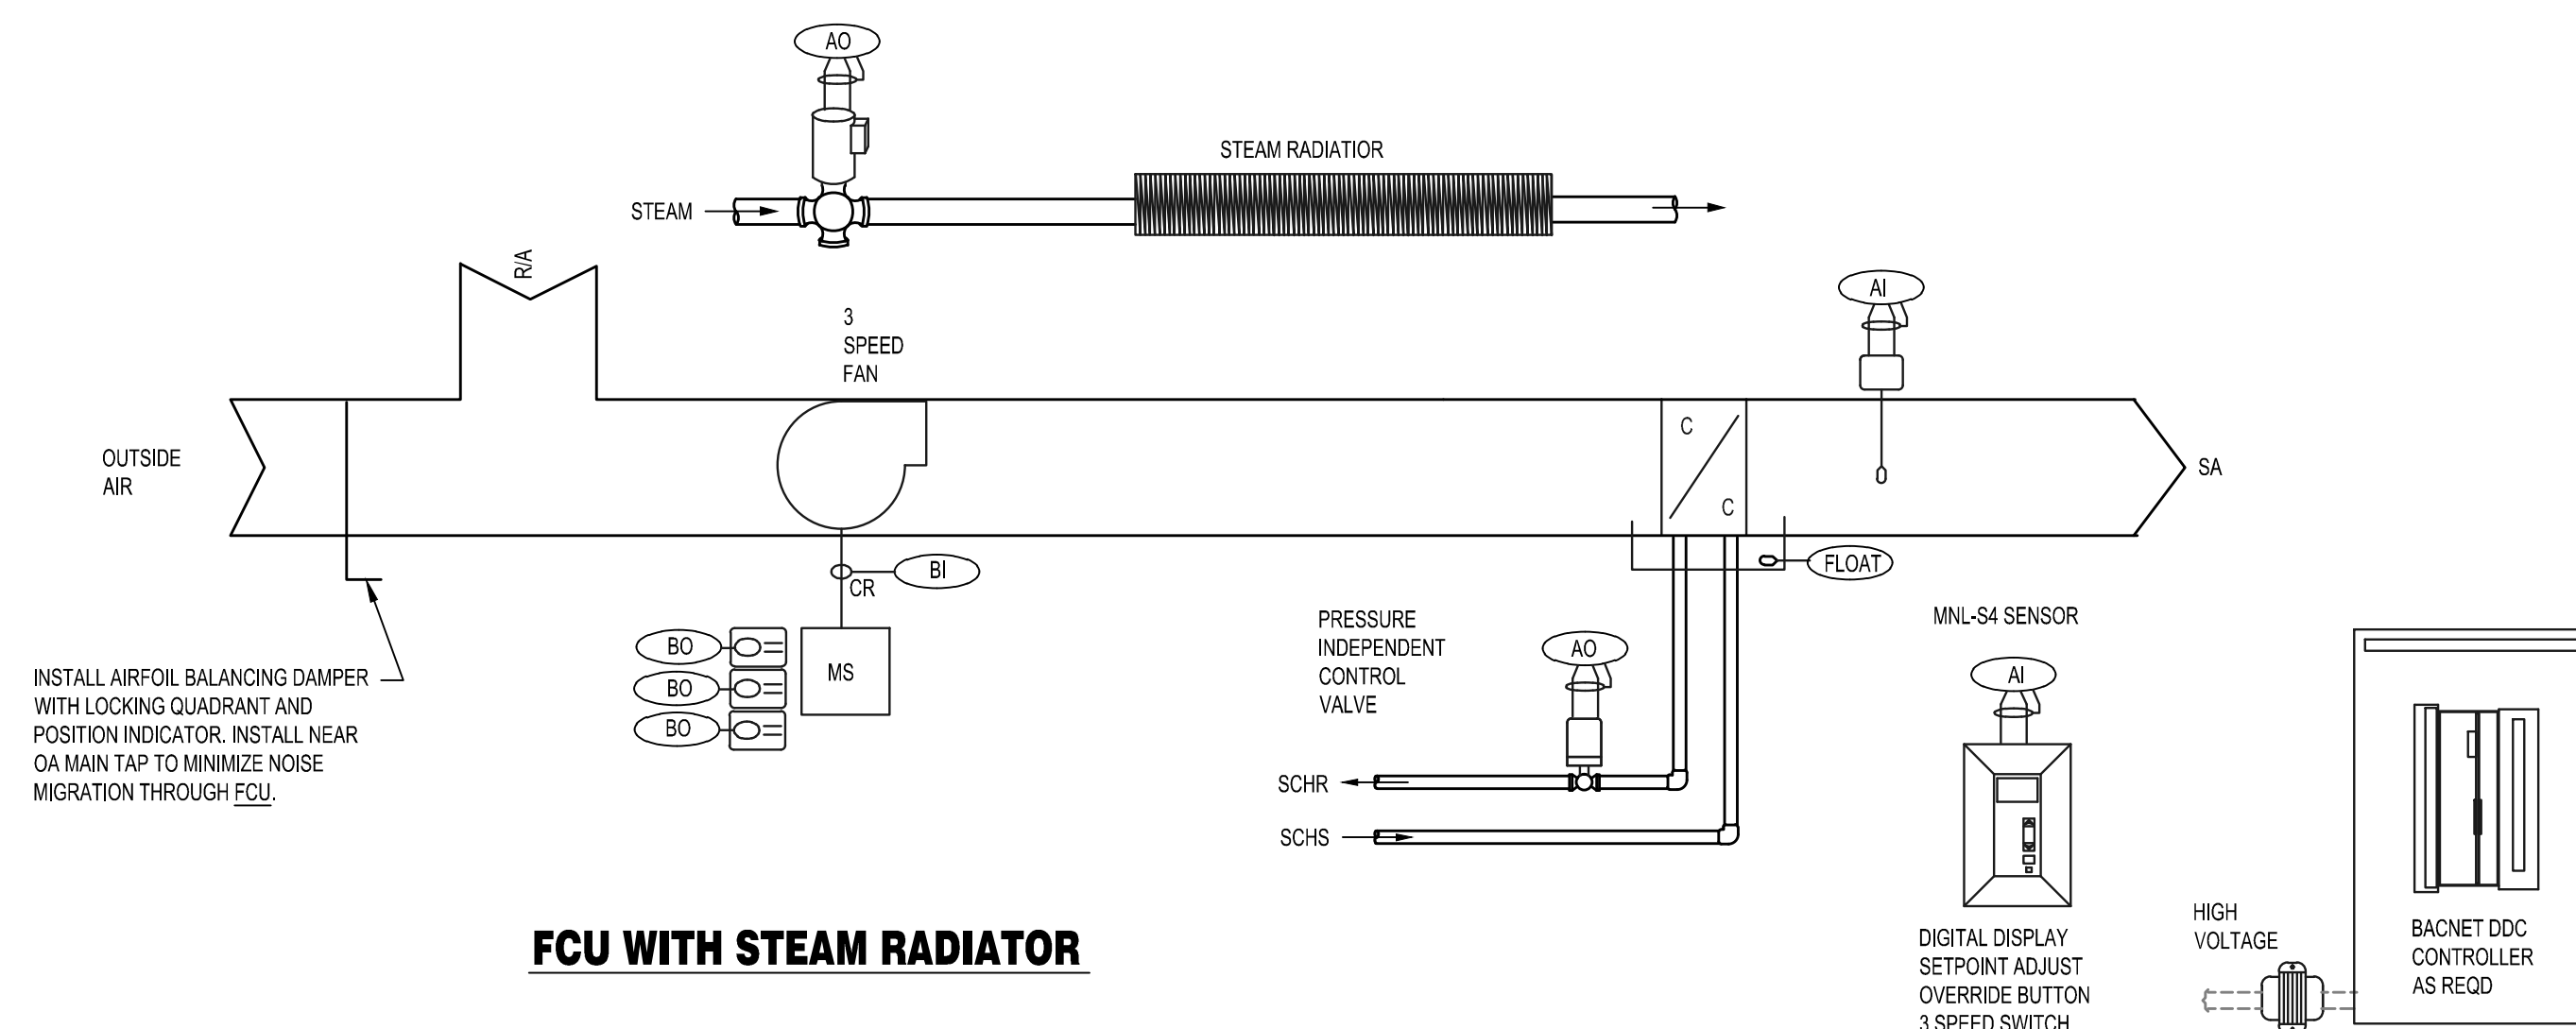 AO
STEAM RADIATIOR
STEAM
R/A
3
SPEED
FAN
AI
OUTSIDE
AIR
C
C
SA
BI
CR
FLOAT
BO
BO
BO
MS
INSTALL AIRFOIL BALANCING DAMPER
WITH LOCKING QUADRANT AND
POSITION INDICATOR. INSTALL NEAR
OA MAIN TAP TO MINIMIZE NOISE
MIGRATION THROUGH FCU.
PRESSURE
INDEPENDENT
CONTROL
VALVE
AO
SCHR
SCHS
MNL-S4 SENSOR
AI
DIGITAL DISPLAY
SETPOINT ADJUST
OVERRIDE BUTTON
3 SPEED SWITCH
HIGH
VOLTAGE
BACNET DDC
CONTROLLER
AS REQD
FCU WITH STEAM RADIATOR